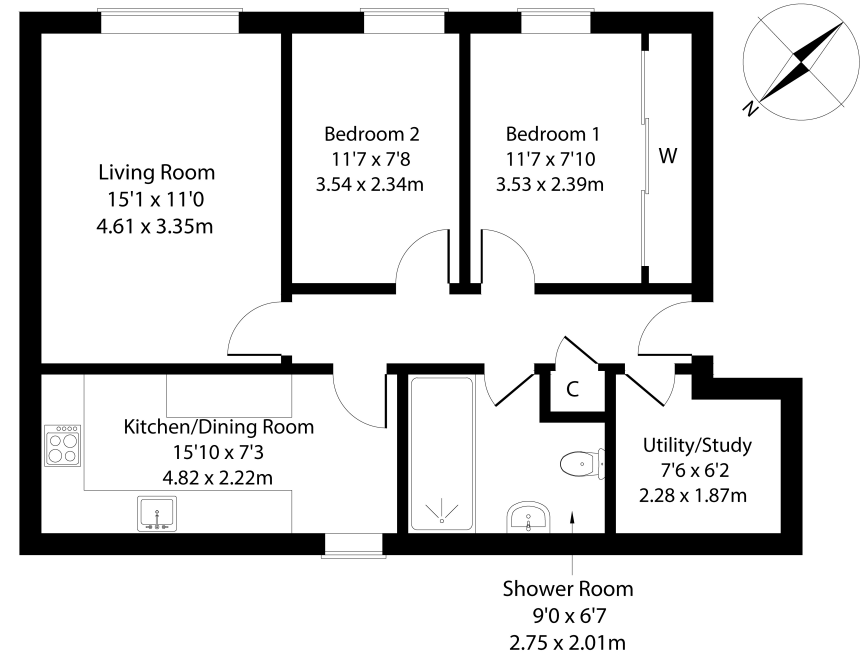 N
Living Room
15'1 x 11'0
4.61 x 3.35m
Bedroom 2
11'7 x 7'8
3.54 x 2.34m
Bedroom 1
11'7 x 7'10
3.53 x 2.39m
W
Kitchen/Dining Room
15'10 x 7'3
4.82 x 2.22m
C
Utility/Study
7'6 x 6'2
2.28 x 1.87m
Shower Room
9'0 x 6'7
2.75 x 2.01m